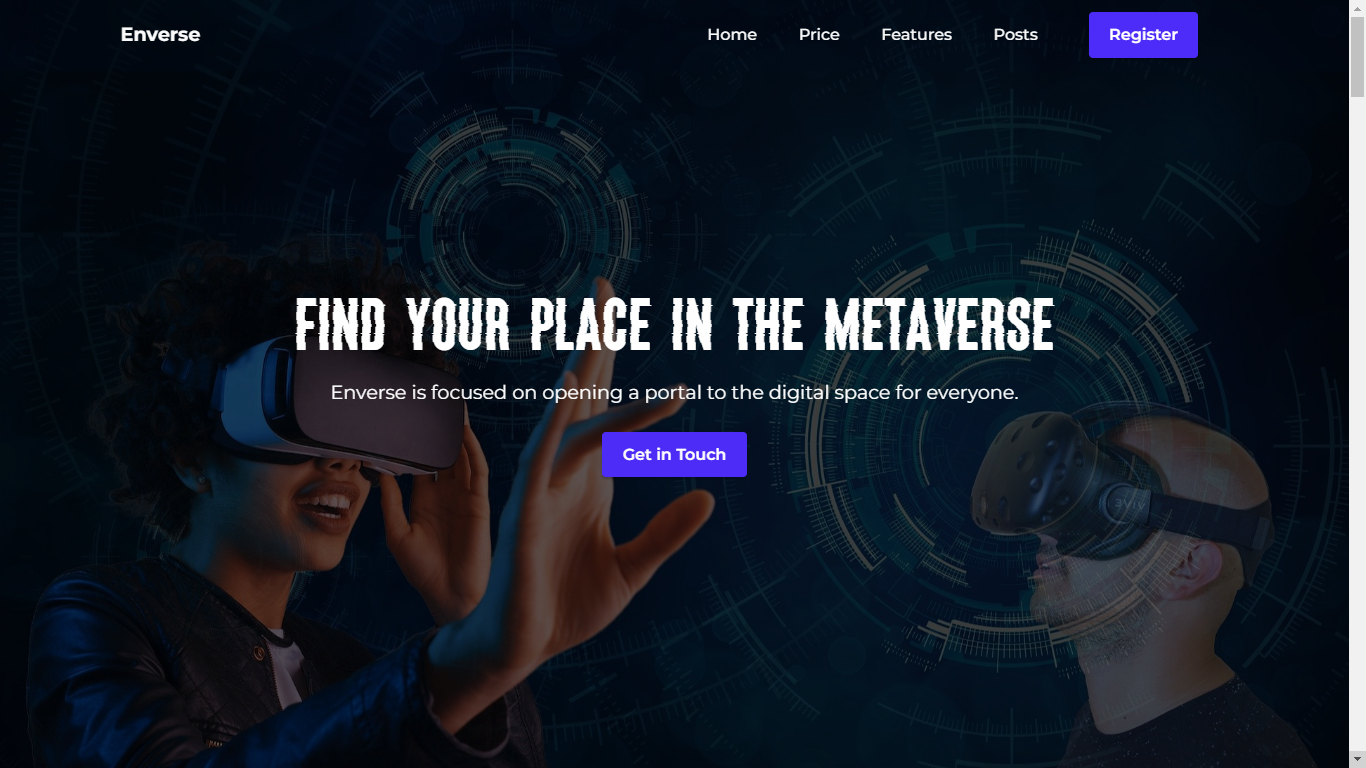 Enverse
Home Price Features Posts Register
FIND YOUR PLACE IN THE METAVERSE
Enverse is focused on opening a portal to the digital space for everyone.
Get in Touch
VIVE